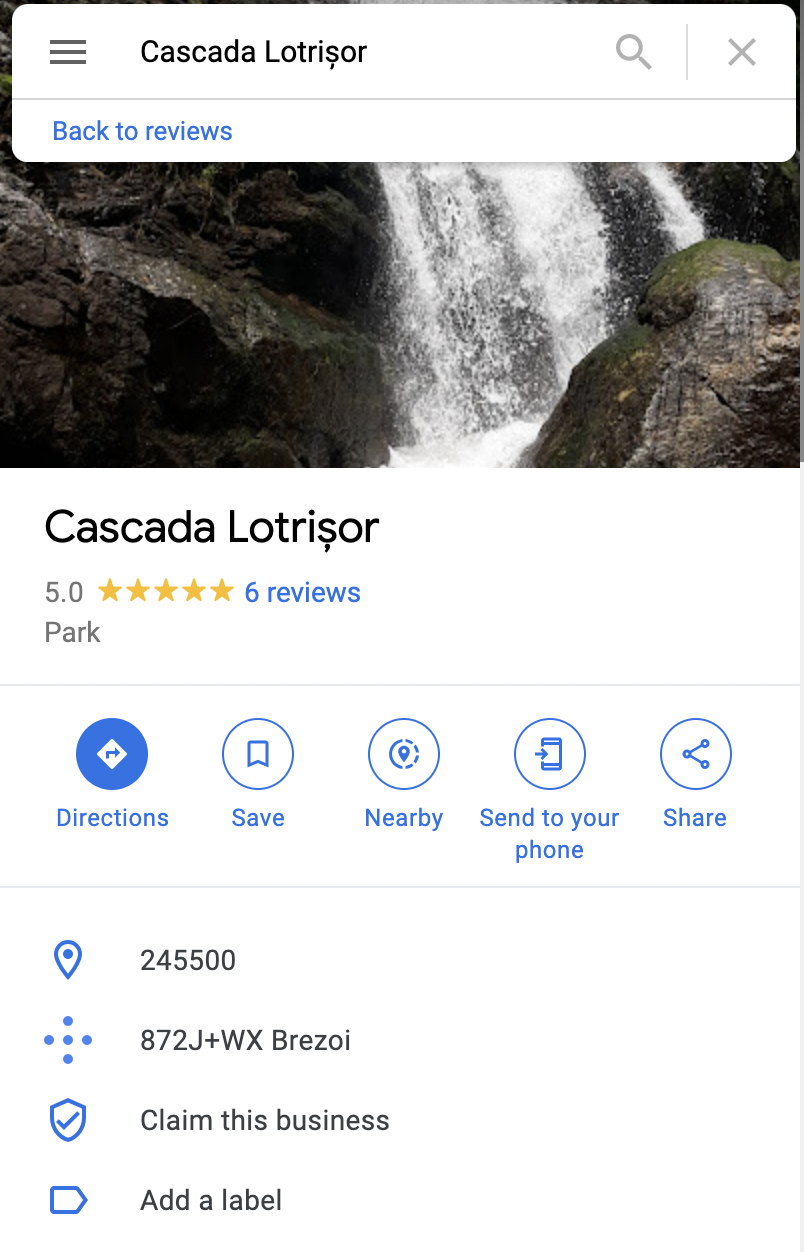 Cascada Lotrișor
Back to reviews
Cascada Lotrișor
5.0 6 reviews
Park
Directions
Save
Nearby
Send to your
phone
Share
245500
872J+WX Brezoi
Claim this business
Add a label